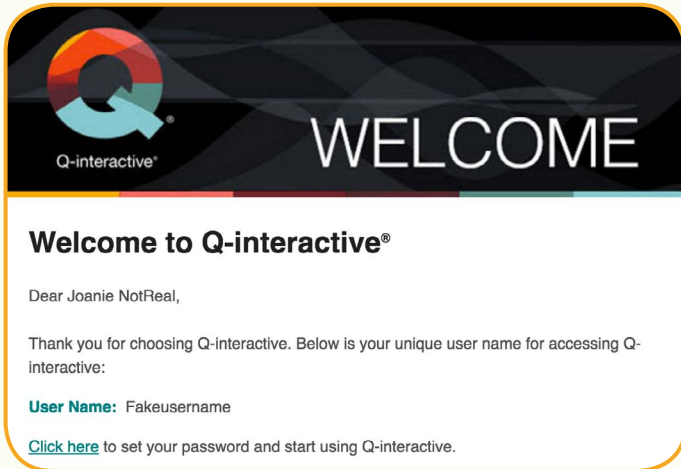 Q-interactive®
WELCOME
Welcome to Q-interactive®
Dear Joanie NotReal,
Thank you for choosing Q-interactive. Below is your unique user name for accessing Q-
interactive:
User Name: Fakeusername
Click here to set your password and start using Q-interactive.